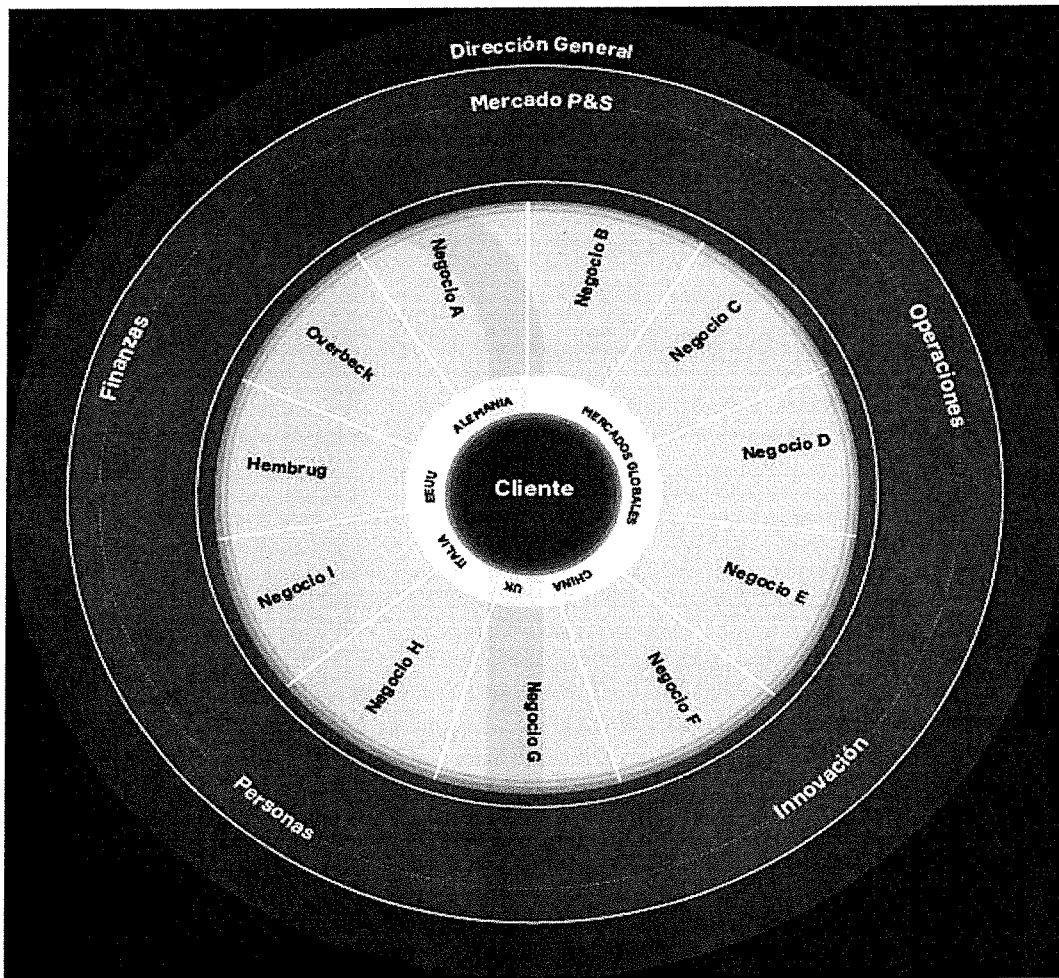 Dirección General
Mercado P&S
Finanzas
Operaciones
Innovación
Personas
Negocio A
Negocio B
Negocio C
Negocio D
Negocio E
Negocio F
Negocio G
Negocio H
Negocio I
Hembrug
Overbeck
ALEMANIA
MERCADOS GLOBALES
CHINA
UK
ITALIA
EEUU
Cliente